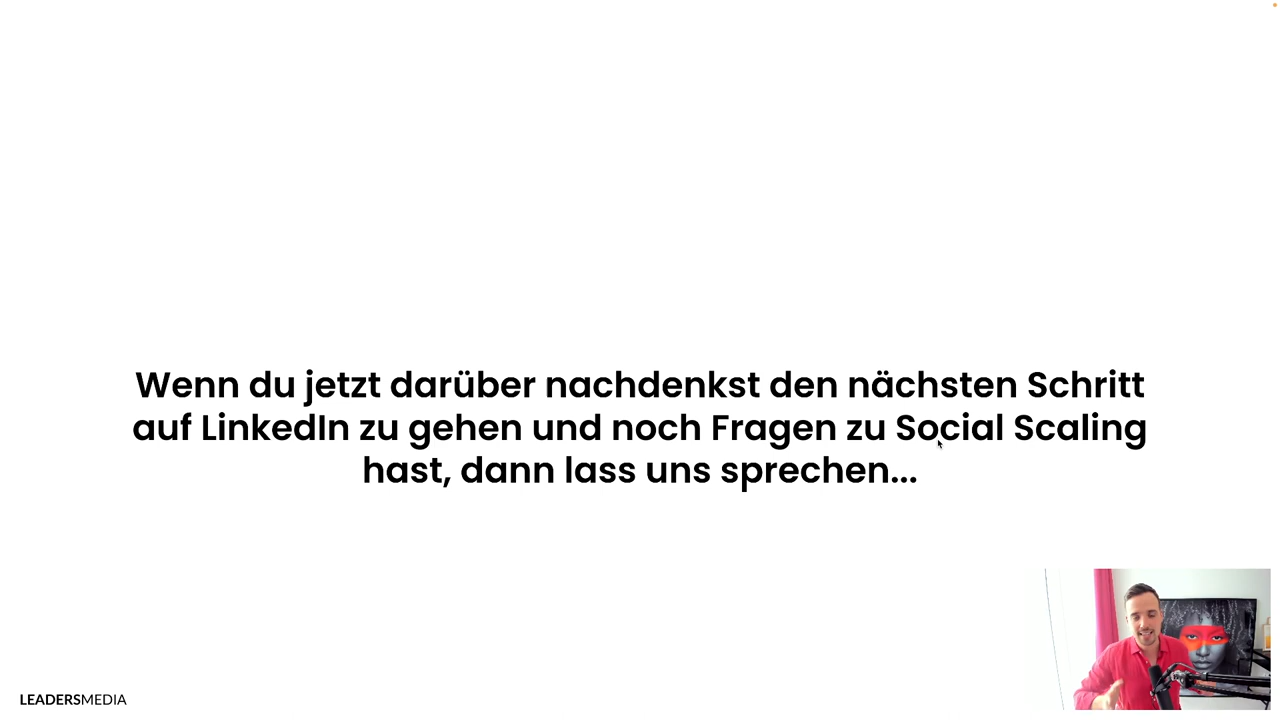 Wenn du jetzt darüber nachdenkst den nächsten Schritt
auf LinkedIn zu gehen und noch Fragen zu Social Scaling
hast, dann lass uns sprechen...
LEADERSMEDIA